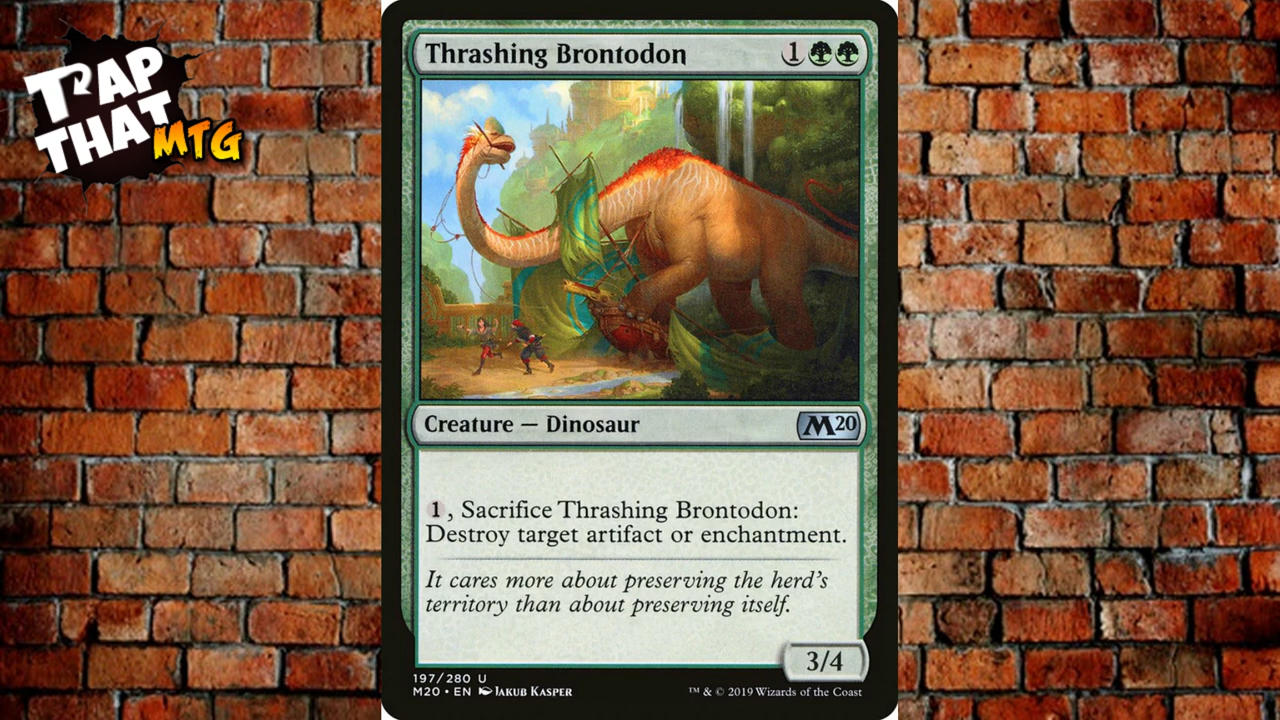 TRAP
THAT
MTG
Thrashing Brontodon 1
Creature — Dinosaur M20
1, Sacrifice Thrashing Brontodon:
Destroy target artifact or enchantment.
It cares more about preserving the herd's
territory than about preserving itself.
3/4
197/280 U
M20 • EN Jakub Kasper ™ & © 2019 Wizards of the Coast